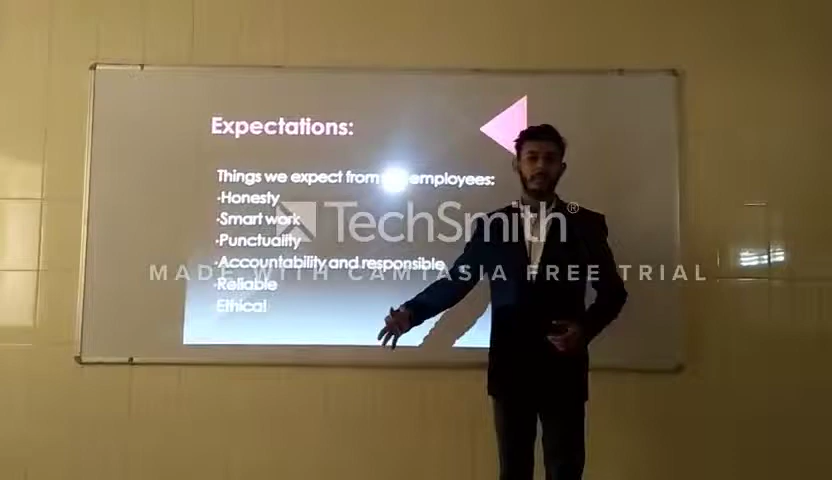 Expectations:
Things we expect from employees:
·Honesty
·Smart work
·Punctuality
·Accountability and responsible
·Reliable
Ethical
TechSmith®
MADE WITH CAMTASIA FREE TRIAL